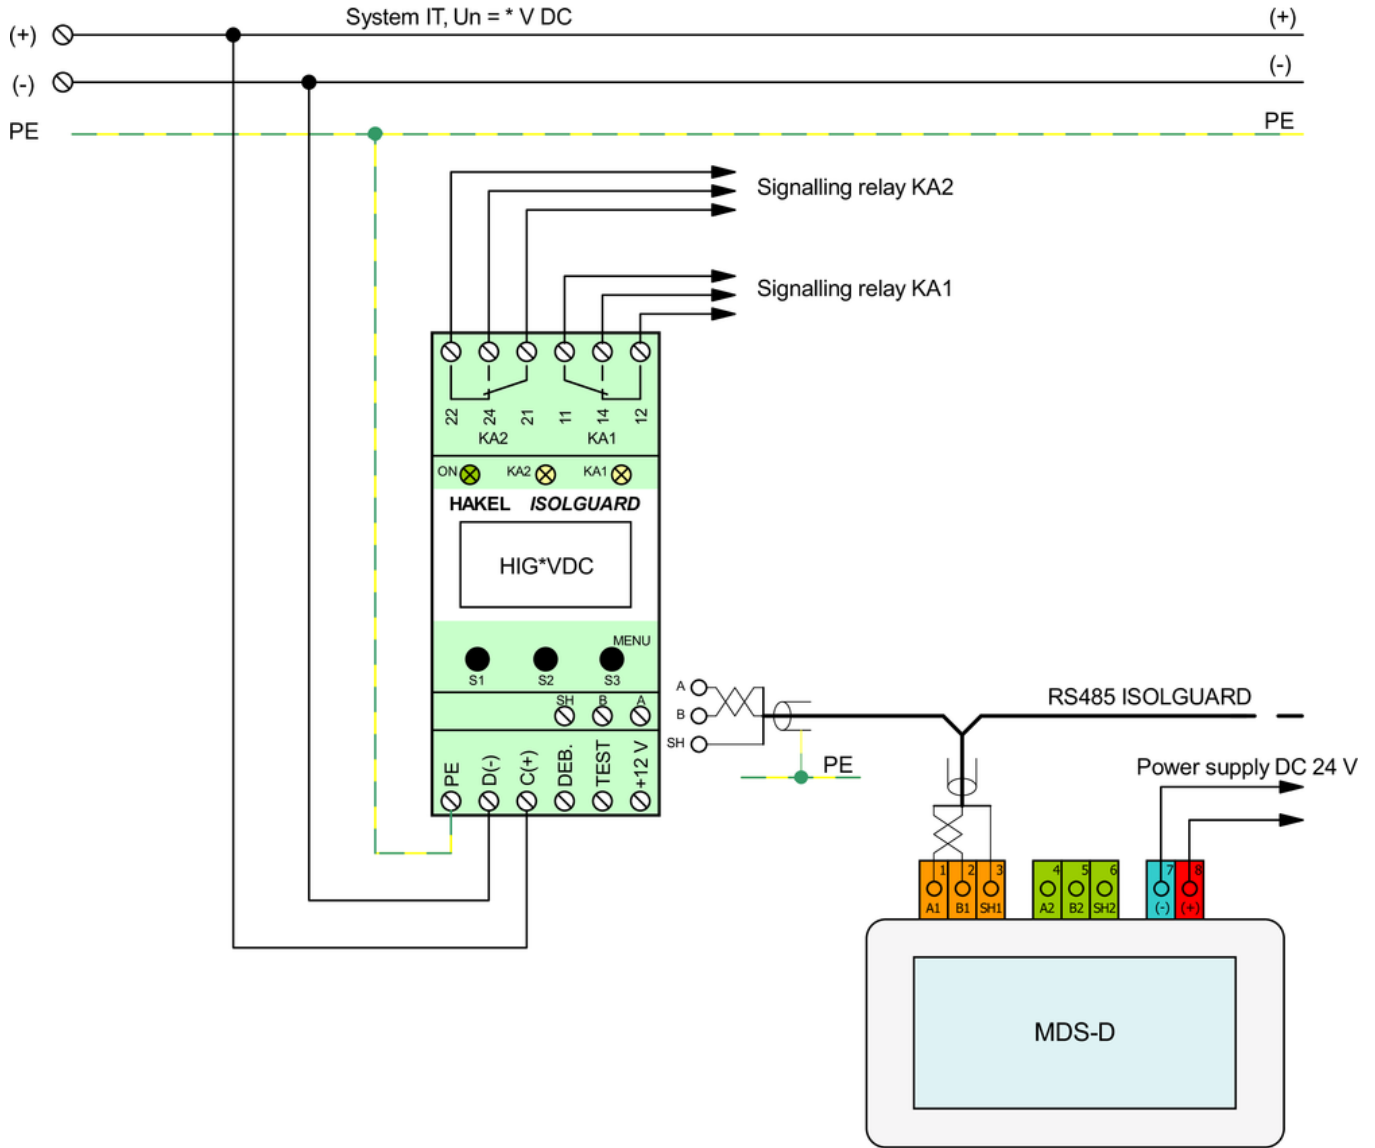 System IT, Un = * V DC
(+) (+)
(-) (-)
PE PE
Signalling relay KA2
Signalling relay KA1
22 24 21 11 14 12
KA2 KA1
ON KA2 KA1
HAKEL ISOLGUARD
HIG*VDC
MENU
S1 S2 S3
SH B A
PE D(-) C(+) DEB. TEST +12 V
A
B
SH
PE
RS485 ISOLGUARD
Power supply DC 24 V
1 2 3 4 5 6 7 8
A1 B1 SH1 A2 B2 SH2 (-) (+)
MDS-D